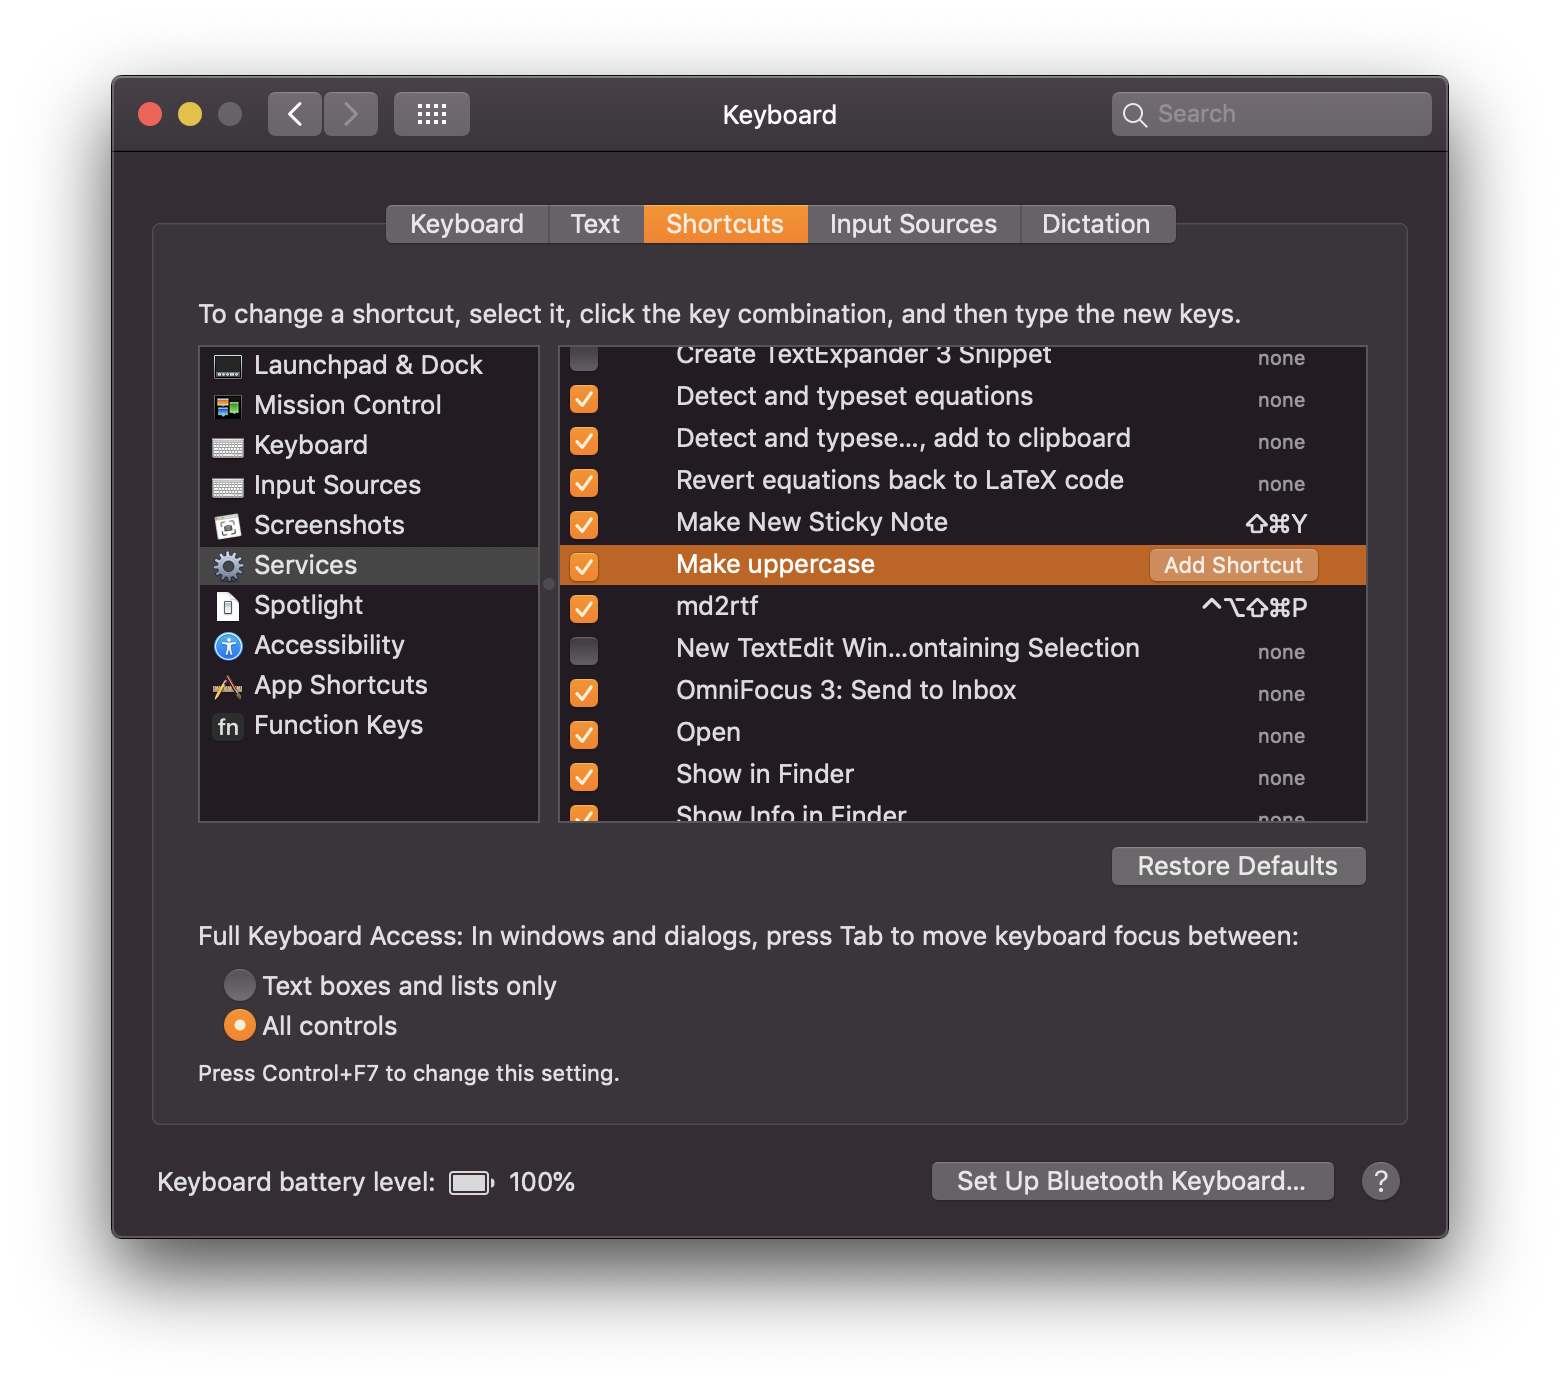 Keyboard
Search
Keyboard Text Shortcuts Input Sources Dictation
To change a shortcut, select it, click the key combination, and then type the new keys.
Launchpad & Dock
Mission Control
Keyboard
Input Sources
Screenshots
Services
Spotlight
Accessibility
App Shortcuts
fn Function Keys
Create TextExpander 3 Snippet none
Detect and typeset equations none
Detect and typese..., add to clipboard none
Revert equations back to LaTeX code none
Make New Sticky Note ⇧⌘Y
Make uppercase Add Shortcut
md2rtf ^⌥⇧⌘P
New TextEdit Win...ontaining Selection none
OmniFocus 3: Send to Inbox none
Open none
Show in Finder none
Show Info in Finder none
Restore Defaults
Full Keyboard Access: In windows and dialogs, press Tab to move keyboard focus between:
Text boxes and lists only
All controls
Press Control+F7 to change this setting.
Keyboard battery level: 100%
Set Up Bluetooth Keyboard... ?